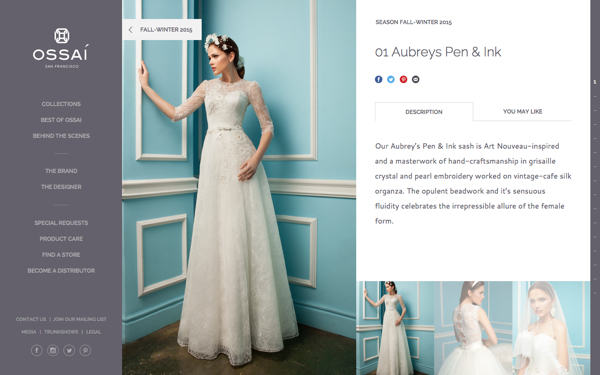 OSSAÍ
SAN FRANCISCO
COLLECTIONS
BEST OF OSSAI
BEHIND THE SCENES
THE BRAND
THE DESIGNER
SPECIAL REQUESTS
PRODUCT CARE
FIND A STORE
BECOME A DISTRIBUTOR
CONTACT US | JOIN OUR MAILING LIST
MEDIA | TRUNKSHOWS | LEGAL
FALL-WINTER 2015
SEASON FALL-WINTER 2015
01 Aubreys Pen & Ink
DESCRIPTION
YOU MAY LIKE
Our Aubrey's Pen & Ink sash is Art Nouveau-inspired
and a masterwork of hand-craftsmanship in grisaille
crystal and pearl embroidery worked on vintage-cafe silk
organza. The opulent beadwork and it's sensuous
fluidity celebrates the irrepressible allure of the female
form.
1